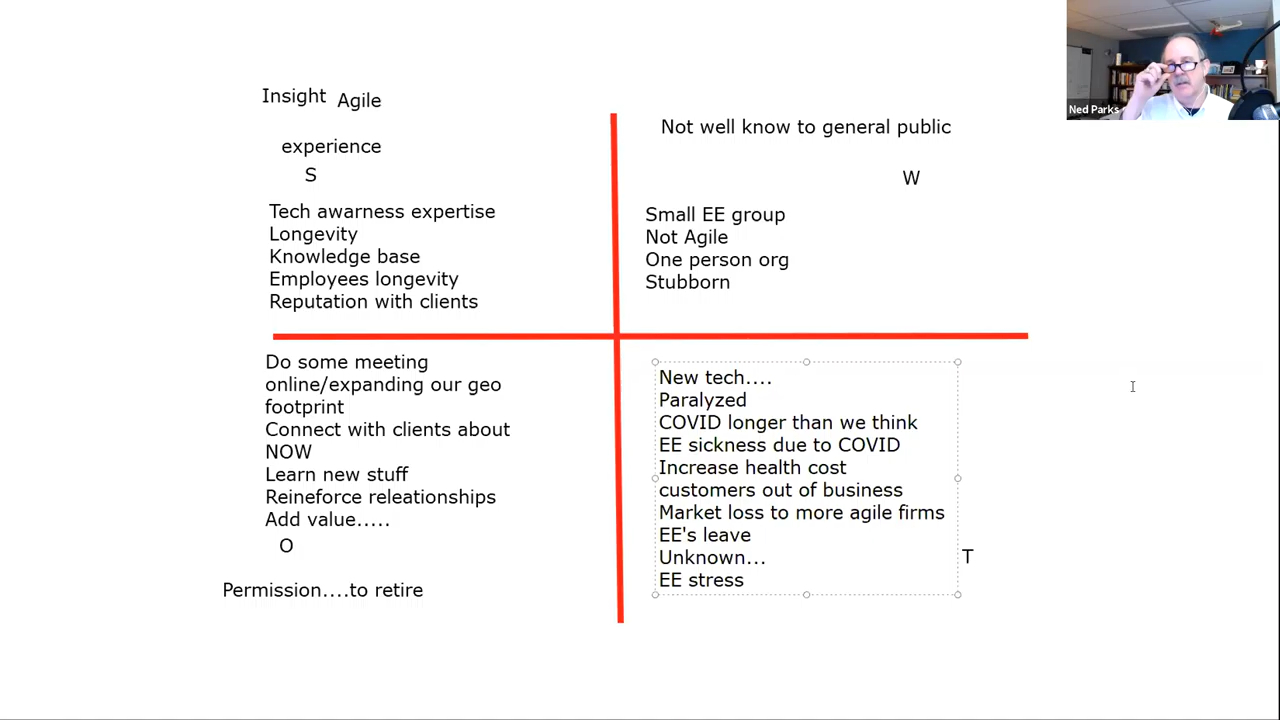 Insight Agile
experience
S
Tech awarness expertise
Longevity
Knowledge base
Employees longevity
Reputation with clients
Not well know to general public
W
Small EE group
Not Agile
One person org
Stubborn
Do some meeting
online/expanding our geo
footprint
Connect with clients about
NOW
Learn new stuff
Reineforce releationships
Add value.....
O
Permission....to retire
New tech....
Paralyzed
COVID longer than we think
EE sickness due to COVID
Increase health cost
customers out of business
Market loss to more agile firms
EE's leave
Unknown...
EE stress
T
Ned Parks